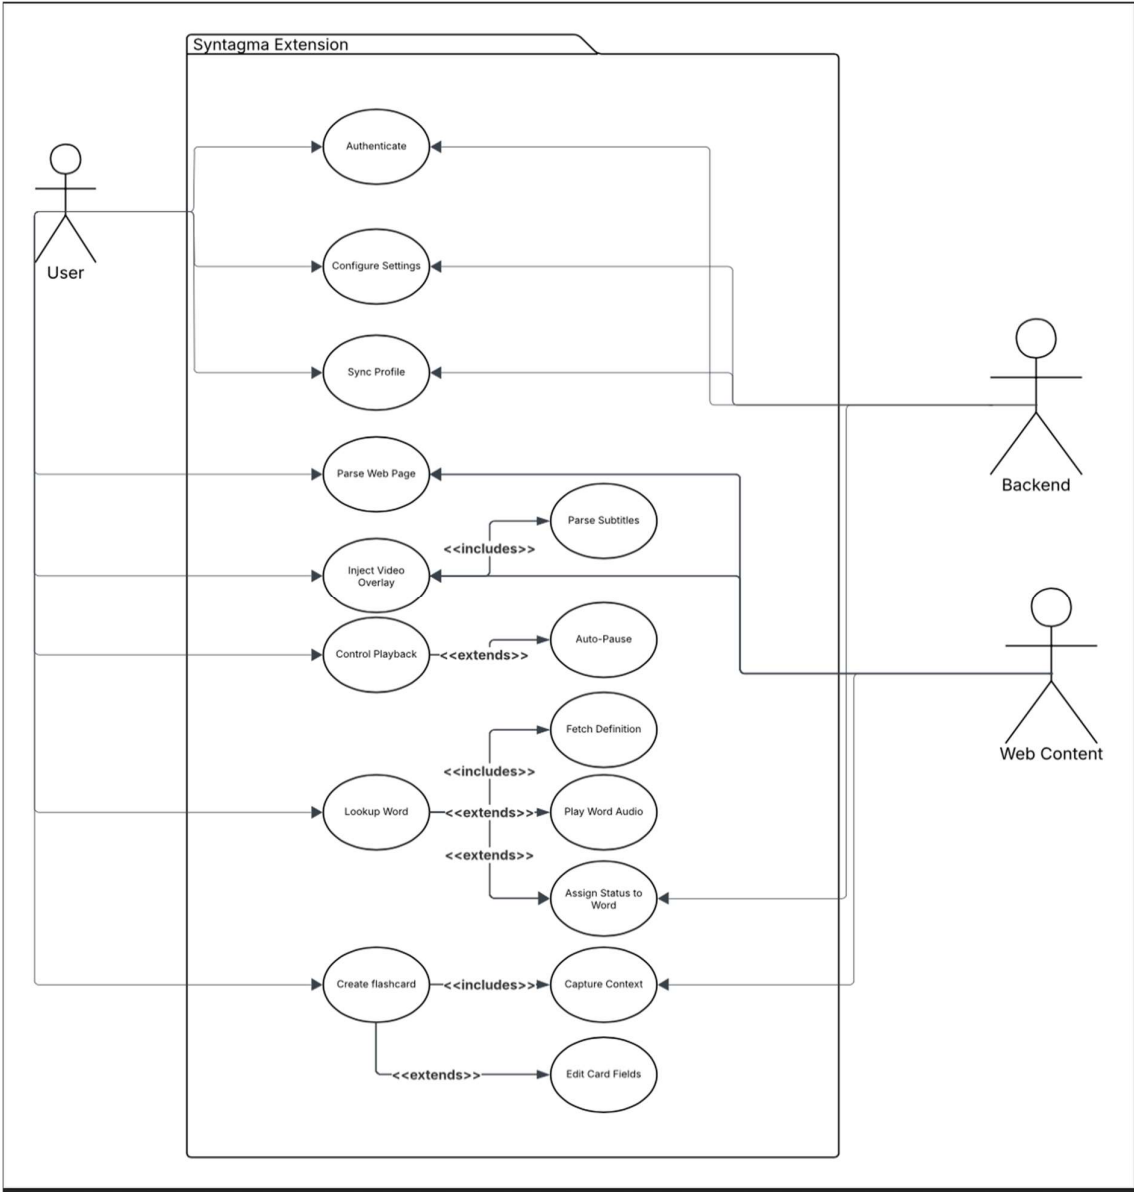 Syntagma Extension
Authenticate
User
Configure Settings
Sync Profile
Backend
Parse Web Page
Parse Subtitles
<<includes>>
Inject Video
Overlay
Control Playback
<<extends>>
Auto-Pause
Web Content
Fetch Definition
<<includes>>
Lookup Word
<<extends>>
Play Word Audio
<<extends>>
Assign Status to
Word
Create flashcard
<<includes>>
Capture Context
<<extends>>
Edit Card Fields